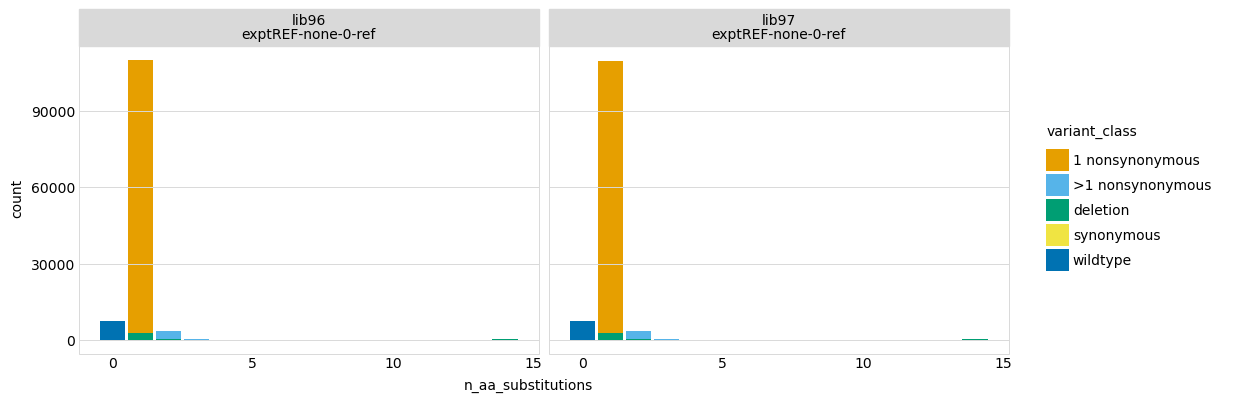 lib96
exptREF-none-0-ref
lib97
exptREF-none-0-ref
90000
60000
30000
0
count
0 5 10 15
0 5 10 15
n_aa_substitutions
variant_class
1 nonsynonymous
>1 nonsynonymous
deletion
synonymous
wildtype